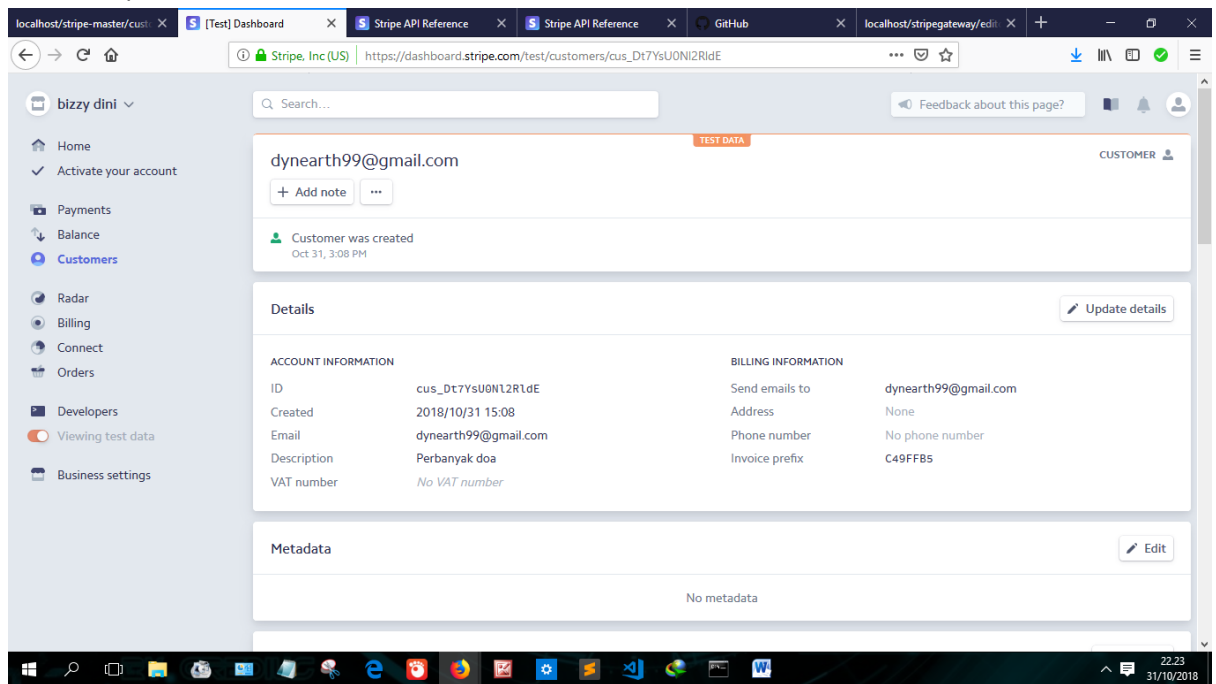 localhost/stripe-master/custo
[Test] Dashboard
Stripe API Reference
Stripe API Reference
GitHub
localhost/stripegateway/edit
Stripe, Inc (US)
https://dashboard.stripe.com/test/customers/cus_Dt7YsU0Nl2RldE
bizzy dini
Search...
Feedback about this page?
Home
Activate your account
Payments
Balance
Customers
Radar
Billing
Connect
Orders
Developers
Viewing test data
Business settings
TEST DATA
dynearth99@gmail.com
CUSTOMER
+ Add note
...
Customer was created
Oct 31, 3:08 PM
Details
Update details
ACCOUNT INFORMATION
ID cus_Dt7YsU0Nl2RldE
Created 2018/10/31 15:08
Email dynearth99@gmail.com
Description Perbanyak doa
VAT number No VAT number
BILLING INFORMATION
Send emails to dynearth99@gmail.com
Address None
Phone number No phone number
Invoice prefix C49FFB5
Metadata
Edit
No metadata
22.23
31/10/2018